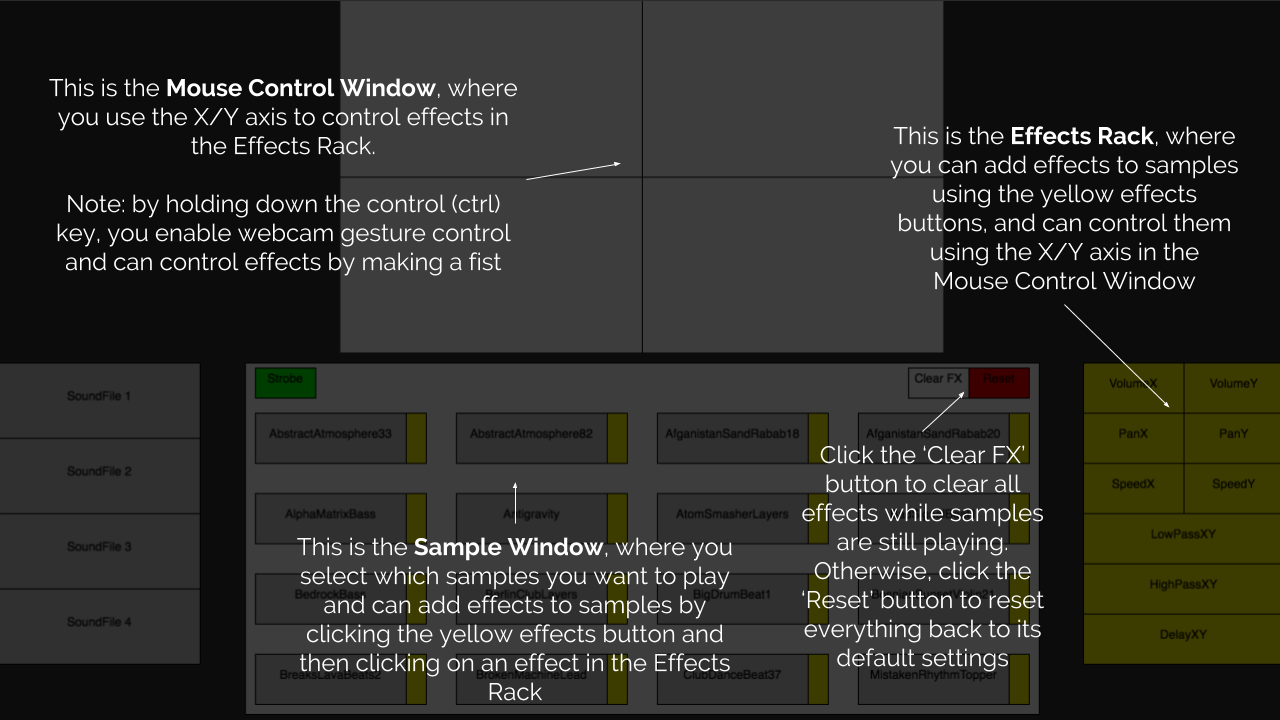 This is the Mouse Control Window, where
you use the X/Y axis to control effects in
the Effects Rack.
Note: by holding down the control (ctrl)
key, you enable webcam gesture control
and can control effects by making a fist
This is the Effects Rack, where
you can add effects to samples
using the yellow effects
buttons, and can control them
using the X/Y axis in the
Mouse Control Window
SoundFile 1
SoundFile 2
SoundFile 3
SoundFile 4
Strobe
Clear FX
Reset
AbstractAtmosphere33
AbstractAtmosphere82
AfganistanSandRabab18
AfganistanSandRabab20
AlphaMatrixBass
Antigravity
AtomSmasherLayers
BedrockBass
BerlinClubLayers
BigDrumBeat1
BreaksLavaBeats2
BrokenMachineLead
ClubDanceBeat37
MistakenRhythmTopper
This is the Sample Window, where you
select which samples you want to play
and can add effects to samples by
clicking the yellow effects button and
then clicking on an effect in the Effects
Rack
Click the ‘Clear FX’
button to clear all
effects while samples
are still playing.
Otherwise, click the
‘Reset’ button to reset
everything back to its
default settings
VolumeX
VolumeY
PanX
PanY
SpeedX
SpeedY
LowPassXY
HighPassXY
DelayXY